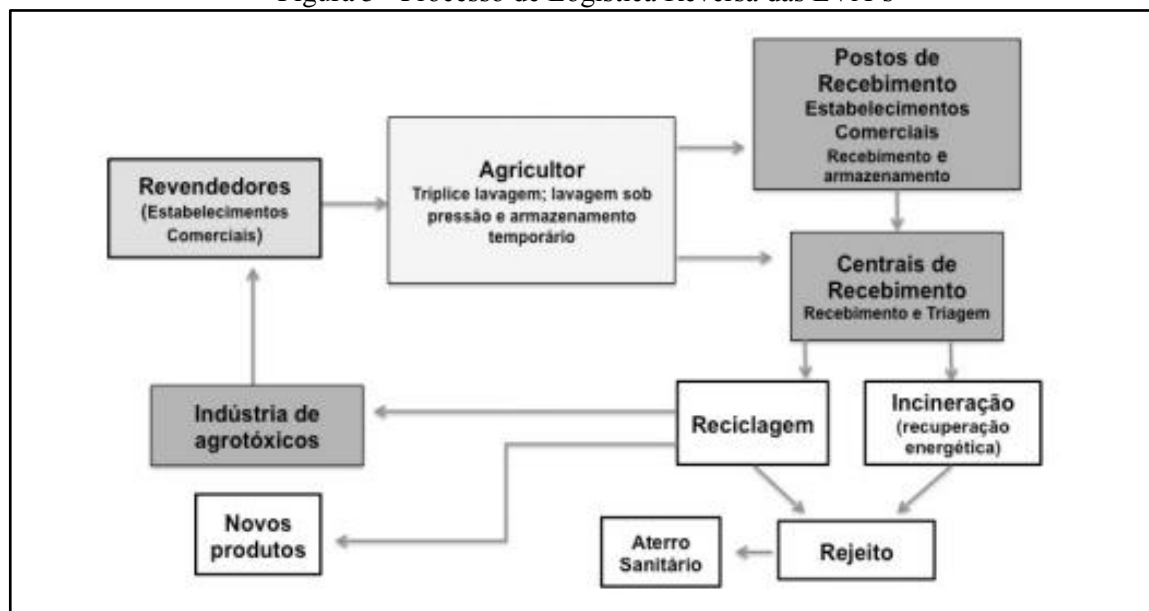 Postos de
Recebimento
Estabelecimentos
Comerciais
Recebimento e
armazenamento
Agricultor
Triplice lavagem; lavagem sob
pressão e armazenamento
temporário
Revendedores
(Estabelecimentos
Comerciais)
Centrais de
Recebimento
Recebimento e Triagem
Indústria de
agrotóxicos
Reciclagem
Incineração
(recuperação
energética)
Novos
produtos
Aterro
Sanitário
Rejeito